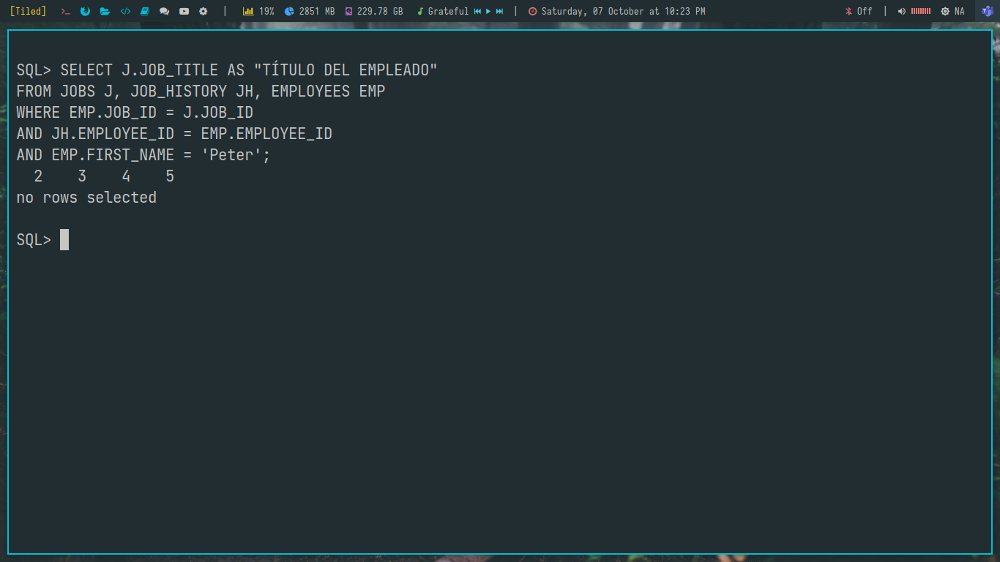 [Tiled] 19% 2851 MB 229.78 GB Grateful Saturday, 07 October at 10:23 PM Off NA
SQL> SELECT J.JOB_TITLE AS "TÍTULO DEL EMPLEADO"
FROM JOBS J, JOB_HISTORY JH, EMPLOYEES EMP
WHERE EMP.JOB_ID = J.JOB_ID
AND JH.EMPLOYEE_ID = EMP.EMPLOYEE_ID
AND EMP.FIRST_NAME = 'Peter';
  2    3    4    5
no rows selected
SQL>